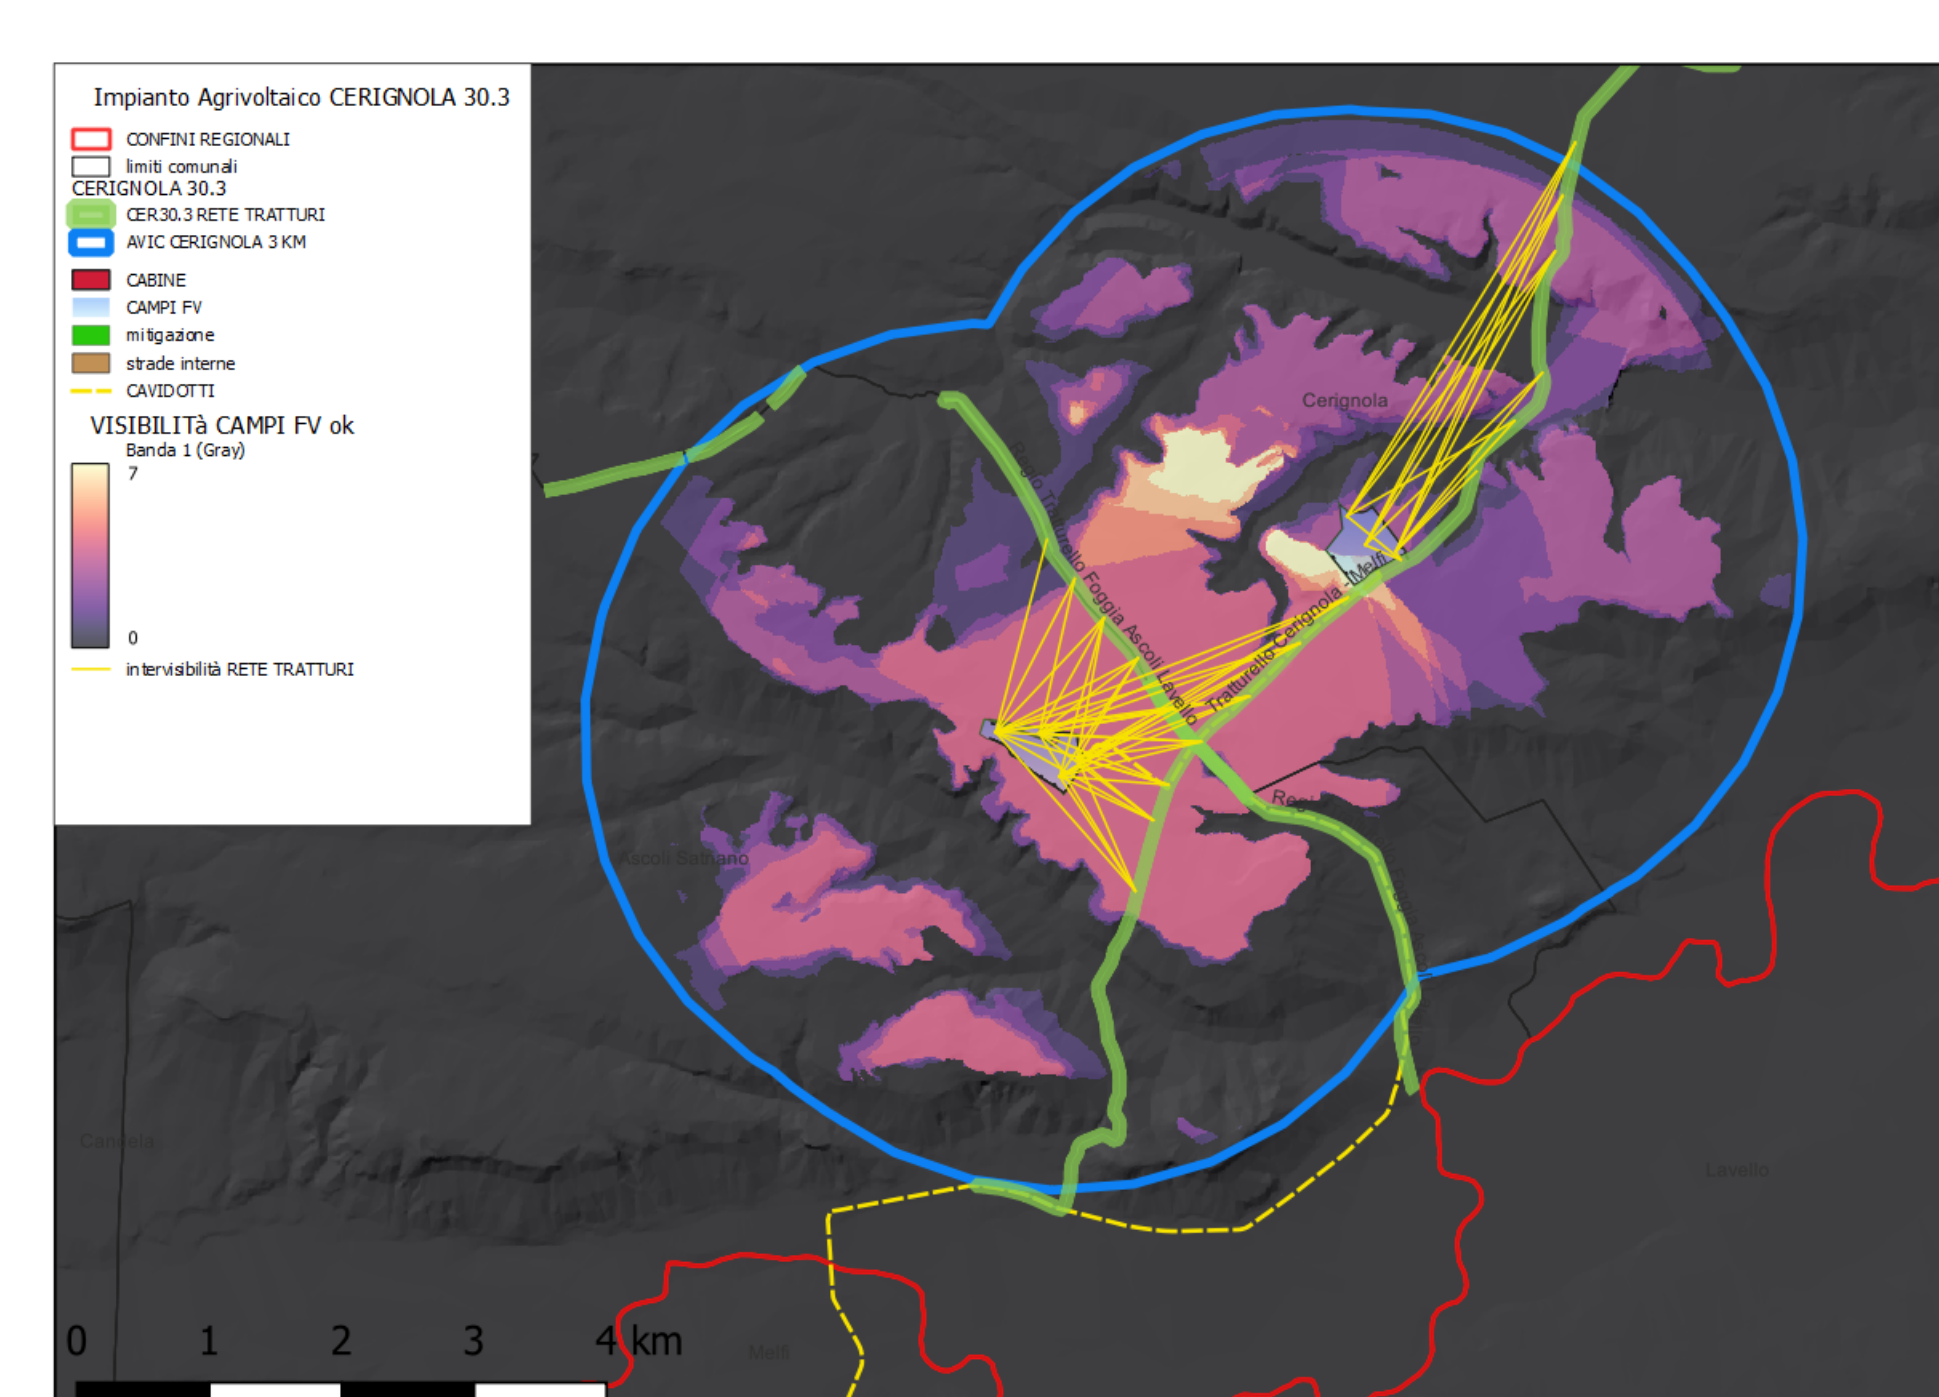 Impianto Agrivoltaico CERIGNOLA 30.3
CONFINI REGIONALI
limiti comunali
CERIGNOLA 30.3
CER30.3 RETE TRATTURI
AVIC CERIGNOLA 3 KM
CABINE
CAMPI FV
mitigazione
strade interne
CAVIDOTTI
VISIBILITà CAMPI FV ok
Banda 1 (Gray)
7
0
intervisibilità RETE TRATTURI
Cerignola
Regio Tratturello Foggia Ascoli Lavello
Tratturello Cerignola - Melfi
Ascoli Satriano
Candela
Lavello
Melfi
0 1 2 3 4 km